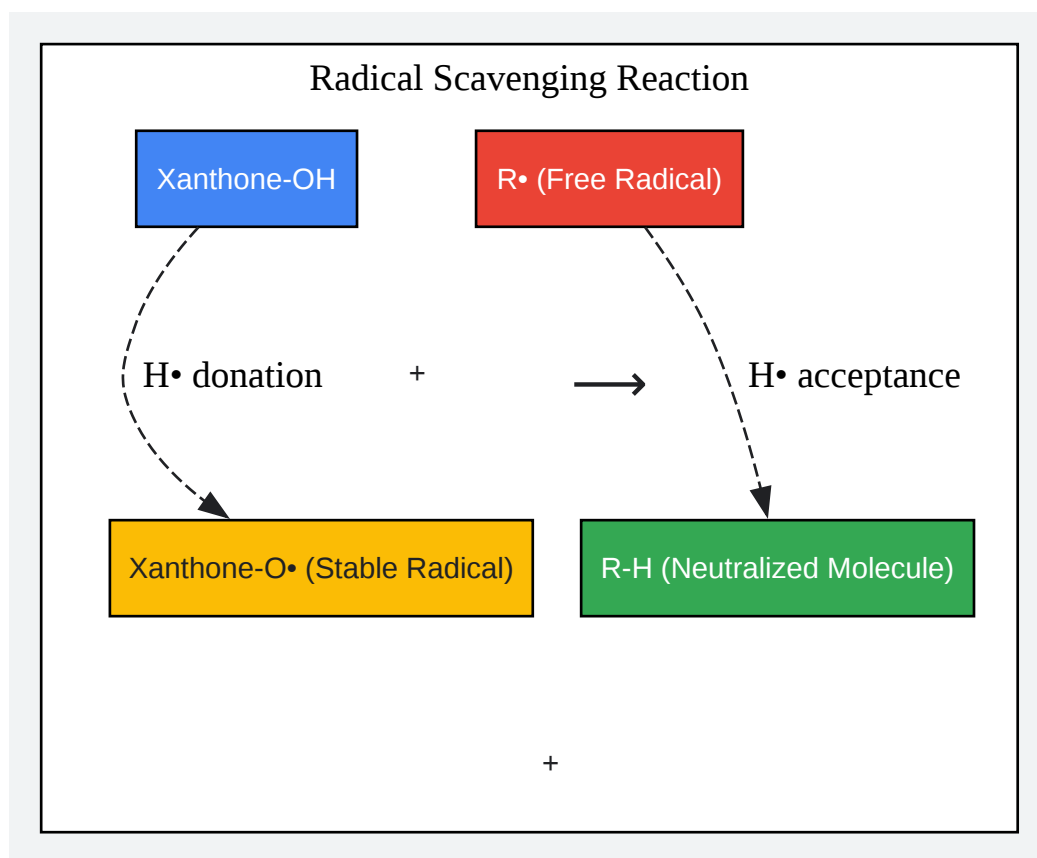 Radical Scavenging Reaction
Xanthone-OH
R• (Free Radical)
H• donation
+
⟶
H• acceptance
Xanthone-O• (Stable Radical)
R-H (Neutralized Molecule)
+